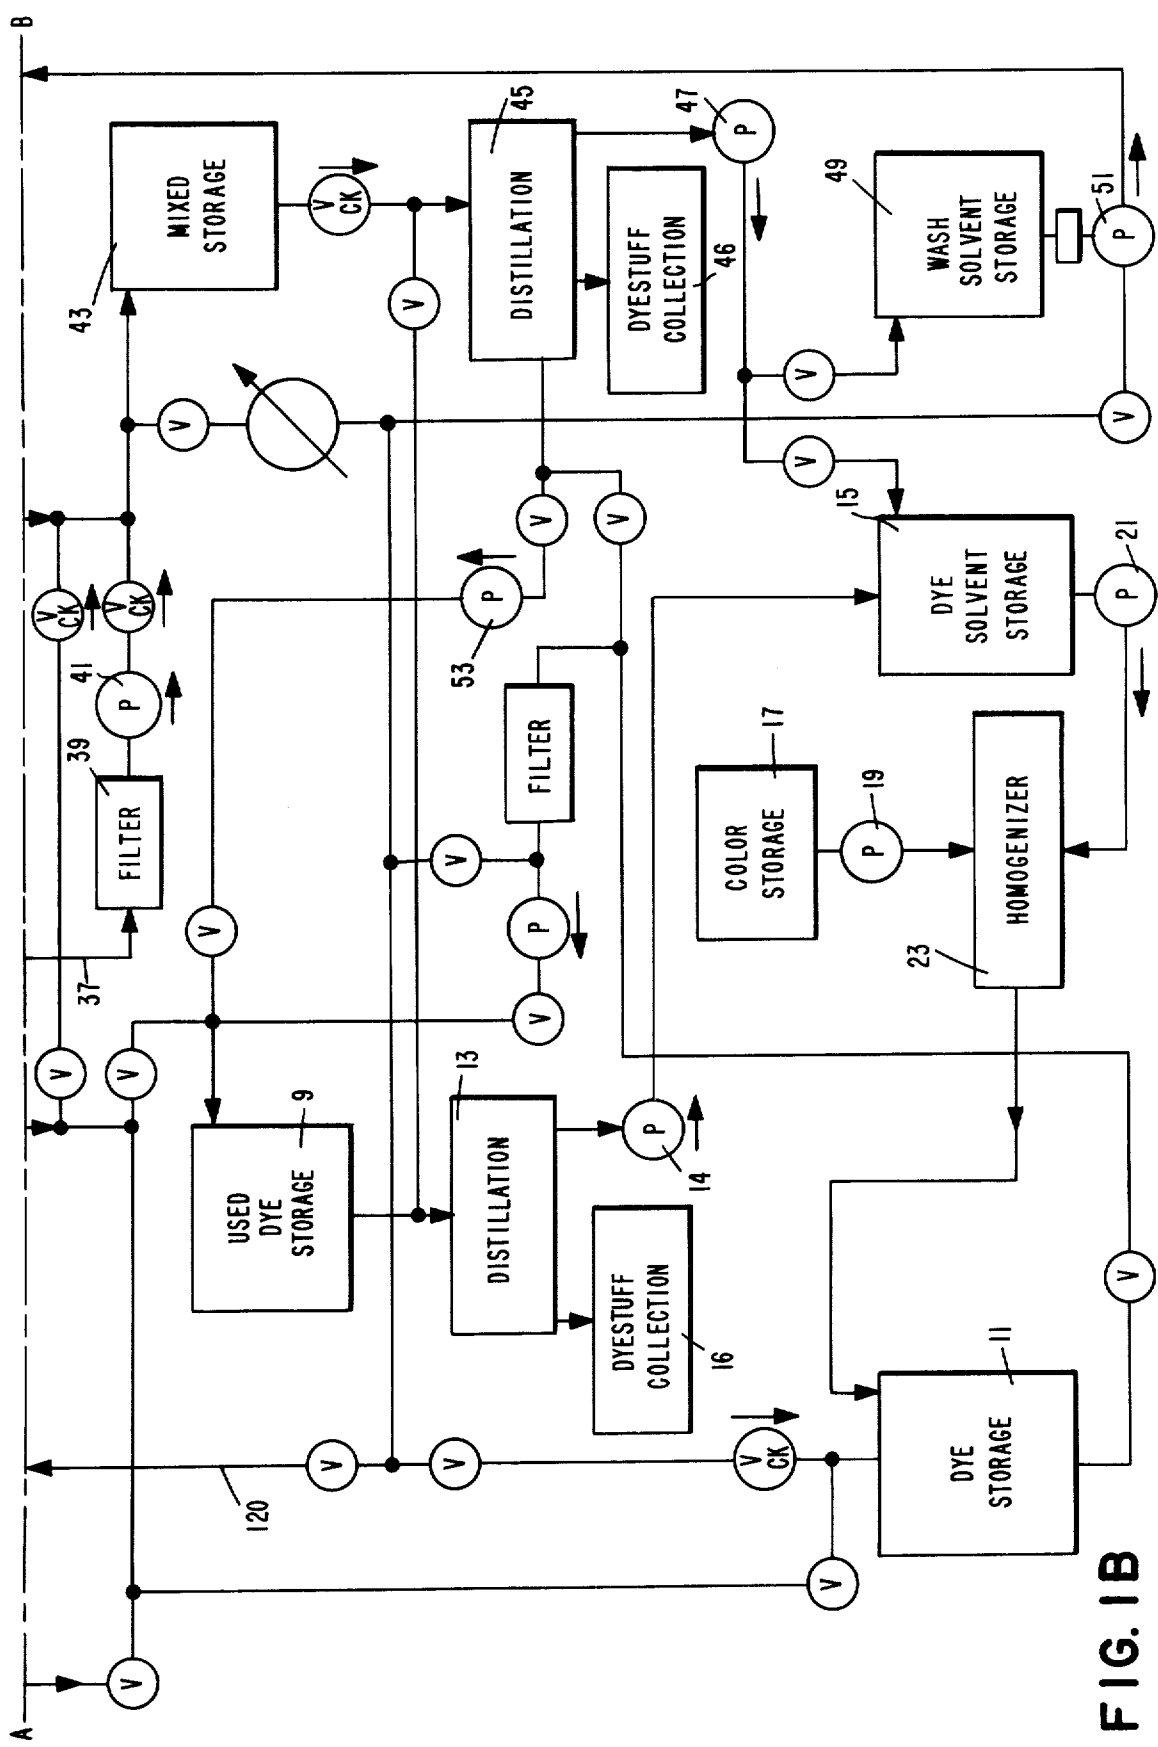 A
B
V
V
CK
37
39
41
43
V
V
FILTER
P
V
CK
MIXED
STORAGE
V
V
USED
DYE
STORAGE
9
120
V
V
CK
V
V
V
13
53
P
DISTILLATION
DISTILLATION
45
V
P
FILTER
V
V
DYESTUFF
COLLECTION
16
DYESTUFF
COLLECTION
46
P
14
47
P
COLOR
STORAGE
17
V
CK
V
V
V
49
15
P
19
23
WASH
SOLVENT
STORAGE
DYE
SOLVENT
STORAGE
DYE
STORAGE
11
HOMOGENIZER
51
21
V
P
V
P
FIG. 1B